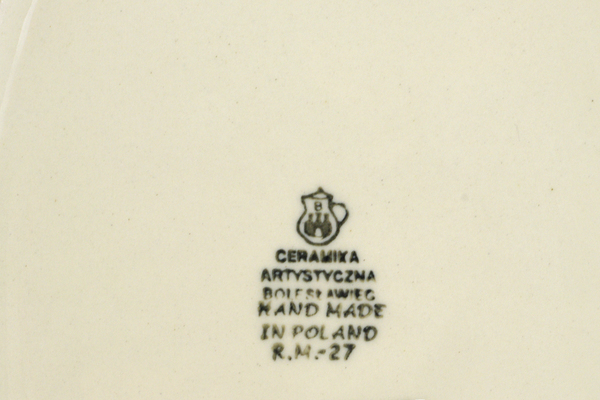 B
CERAMIKA
ARTYSTYCZNA
BOLESŁAWIEC
HAND MADE
IN POLAND
R.M.-27